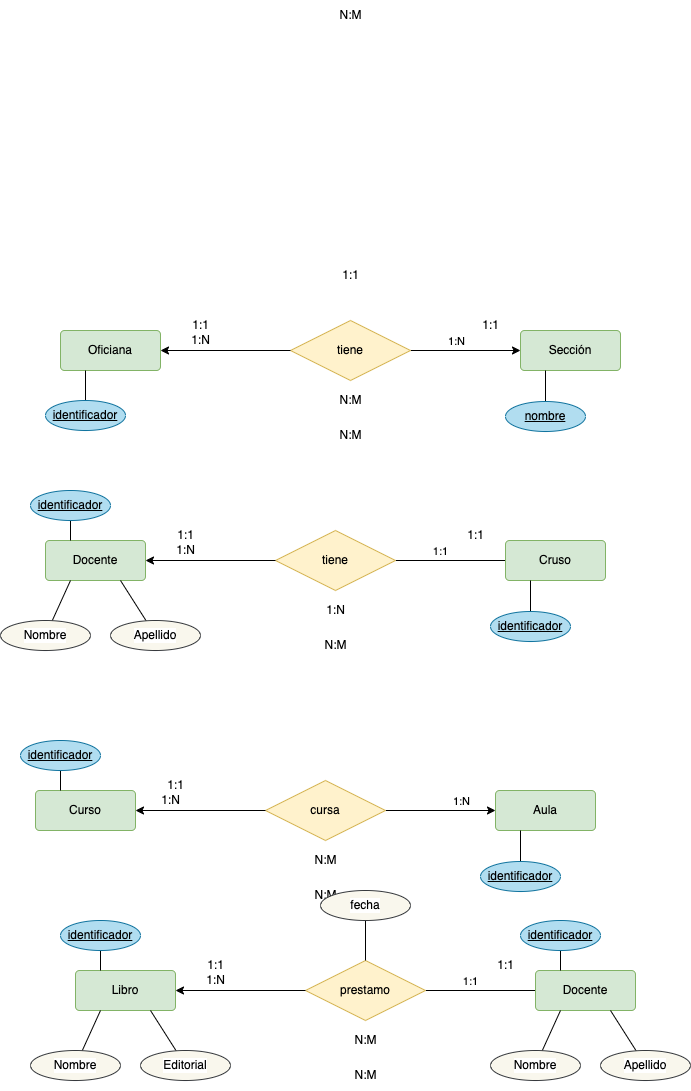 N:M
1:1
1:1
1:1
1:N
1:N
Oficiana
tiene
Sección
identificador
nombre
N:M
N:M
identificador
1:1
1:1
1:N
1:1
Docente
tiene
Cruso
1:N
identificador
Nombre
Apellido
N:M
identificador
1:1
1:N
1:N
Curso
cursa
Aula
N:M
identificador
N:M
fecha
identificador
identificador
1:1
1:1
1:N
1:1
Libro
prestamo
Docente
N:M
Nombre
Editorial
Nombre
Apellido
N:M